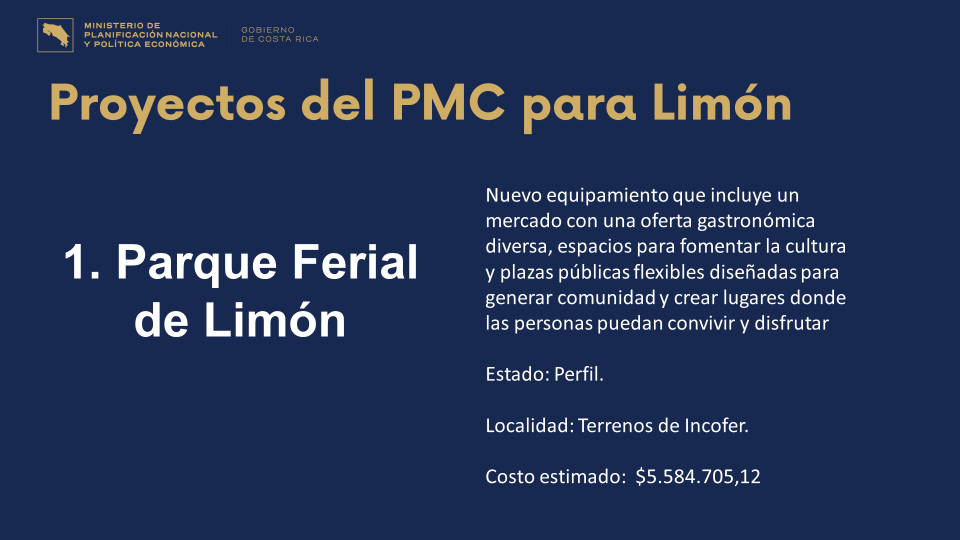 MINISTERIO DE
PLANIFICACIÓN NACIONAL
Y POLÍTICA ECONÓMICA
GOBIERNO
DE COSTA RICA
Proyectos del PMC para Limón
1. Parque Ferial
de Limón
Nuevo equipamiento que incluye un
mercado con una oferta gastronómica
diversa, espacios para fomentar la cultura
y plazas públicas flexibles diseñadas para
generar comunidad y crear lugares donde
las personas puedan convivir y disfrutar
Estado: Perfil.
Localidad: Terrenos de Incofer.
Costo estimado:  $5.584.705,12